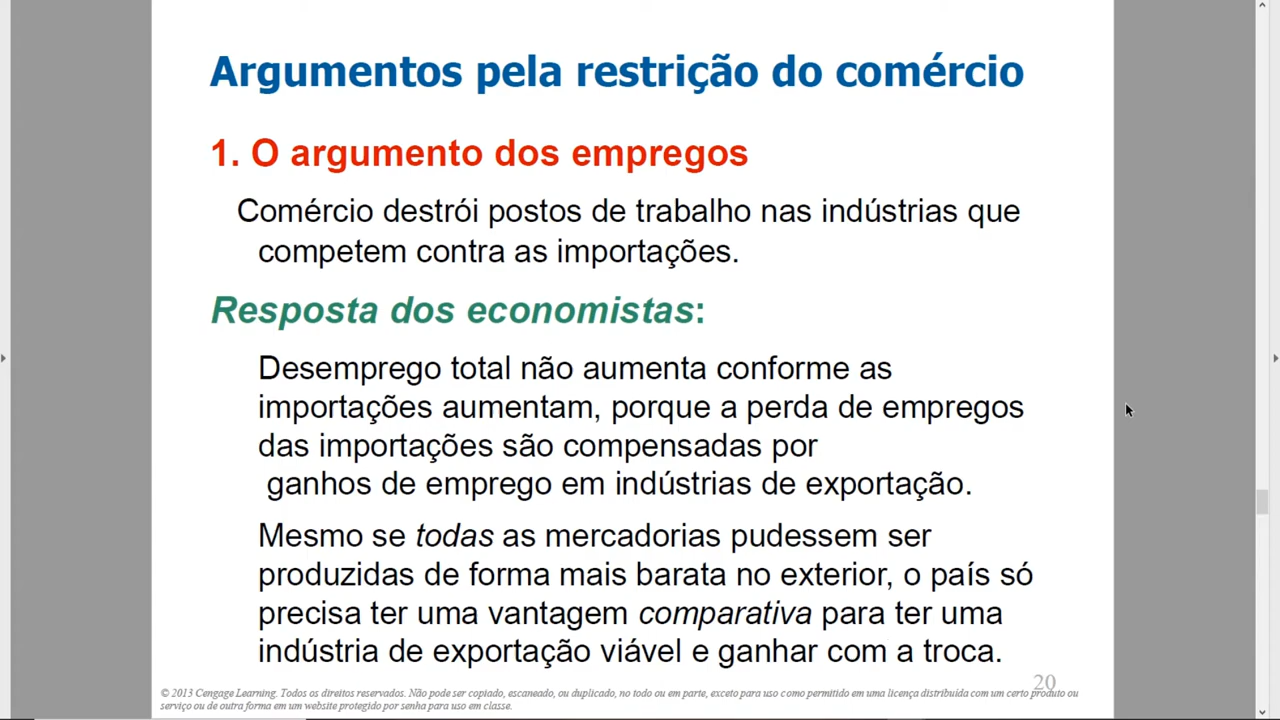 Argumentos pela restrição do comércio
1. O argumento dos empregos
Comércio destrói postos de trabalho nas indústrias que
competem contra as importações.
Resposta dos economistas:
Desemprego total não aumenta conforme as
importações aumentam, porque a perda de empregos
das importações são compensadas por
ganhos de emprego em indústrias de exportação.
Mesmo se todas as mercadorias pudessem ser
produzidas de forma mais barata no exterior, o país só
precisa ter uma vantagem comparativa para ter uma
indústria de exportação viável e ganhar com a troca.
20
© 2013 Cengage Learning. Todos os direitos reservados. Não pode ser copiado, escaneado, ou duplicado, no todo ou em parte, exceto para uso como permitido em uma licença distribuída com um certo produto ou
serviço ou de outra forma em um website protegido por senha para uso em classe.